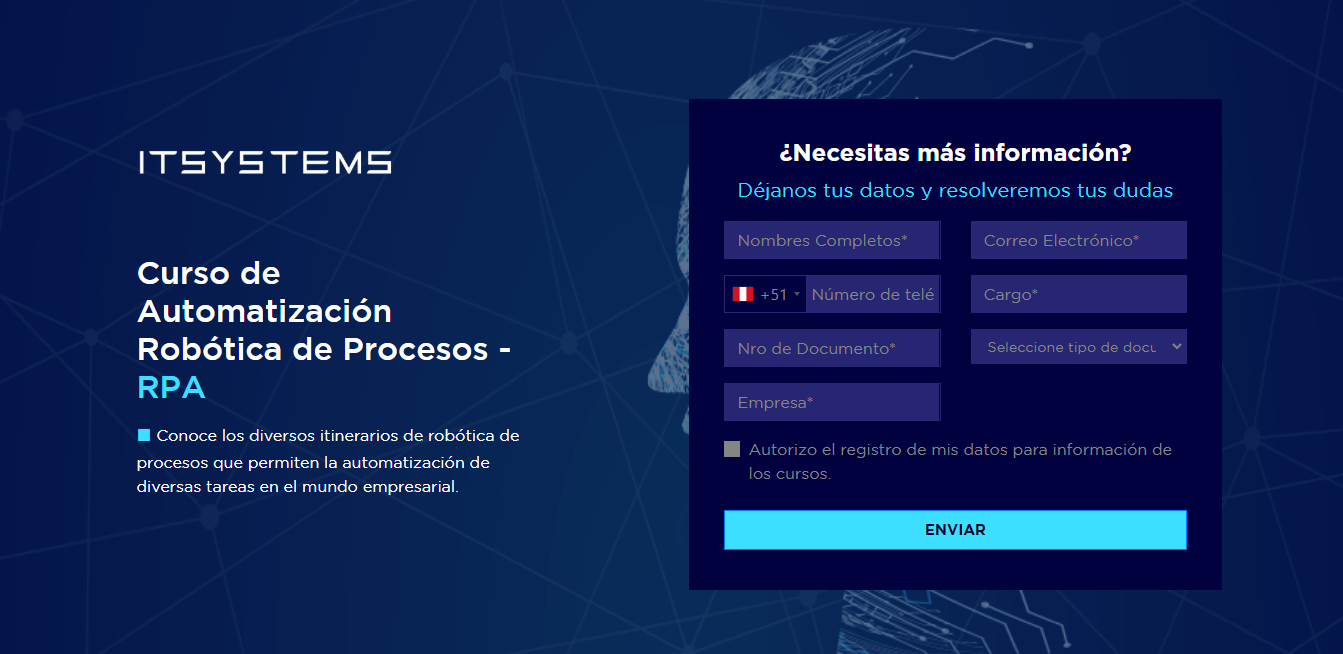 ITSYSTEMS
Curso de
Automatización
Robótica de Procesos -
RPA
Conoce los diversos itinerarios de robótica de
procesos que permiten la automatización de
diversas tareas en el mundo empresarial.
¿Necesitas más información?
Déjanos tus datos y resolveremos tus dudas
Nombres Completos*
Correo Electrónico*
+51
Número de telé
Cargo*
Nro de Documento*
Seleccione tipo de docu
Empresa*
Autorizo el registro de mis datos para información de
los cursos.
ENVIAR